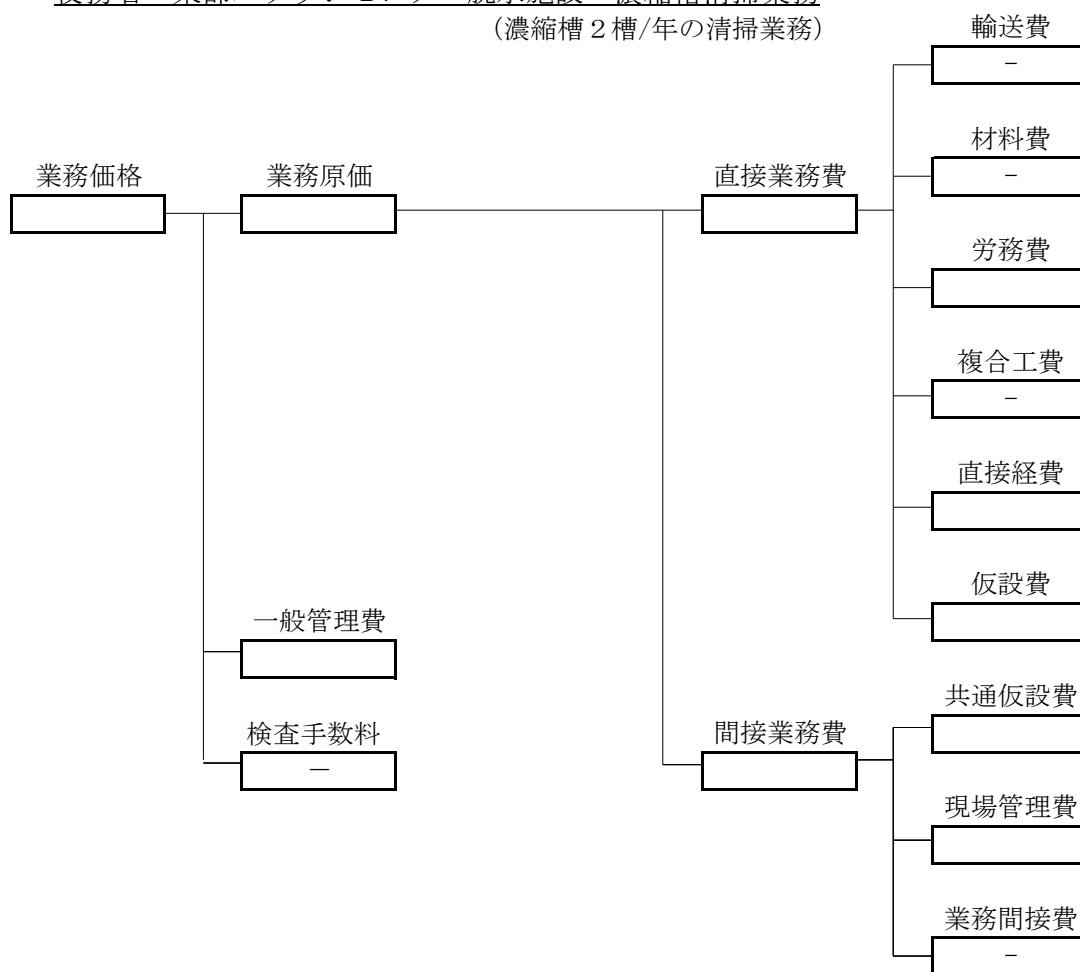 (濃縮槽2槽/年の清掃業務)
輸送費
−
材料費
−
業務価格
業務原価
直接業務費
労務費
複合工費
−
直接経費
仮設費
一般管理費
共通仮設費
検査手数料
―
間接業務費
現場管理費
業務間接費
−